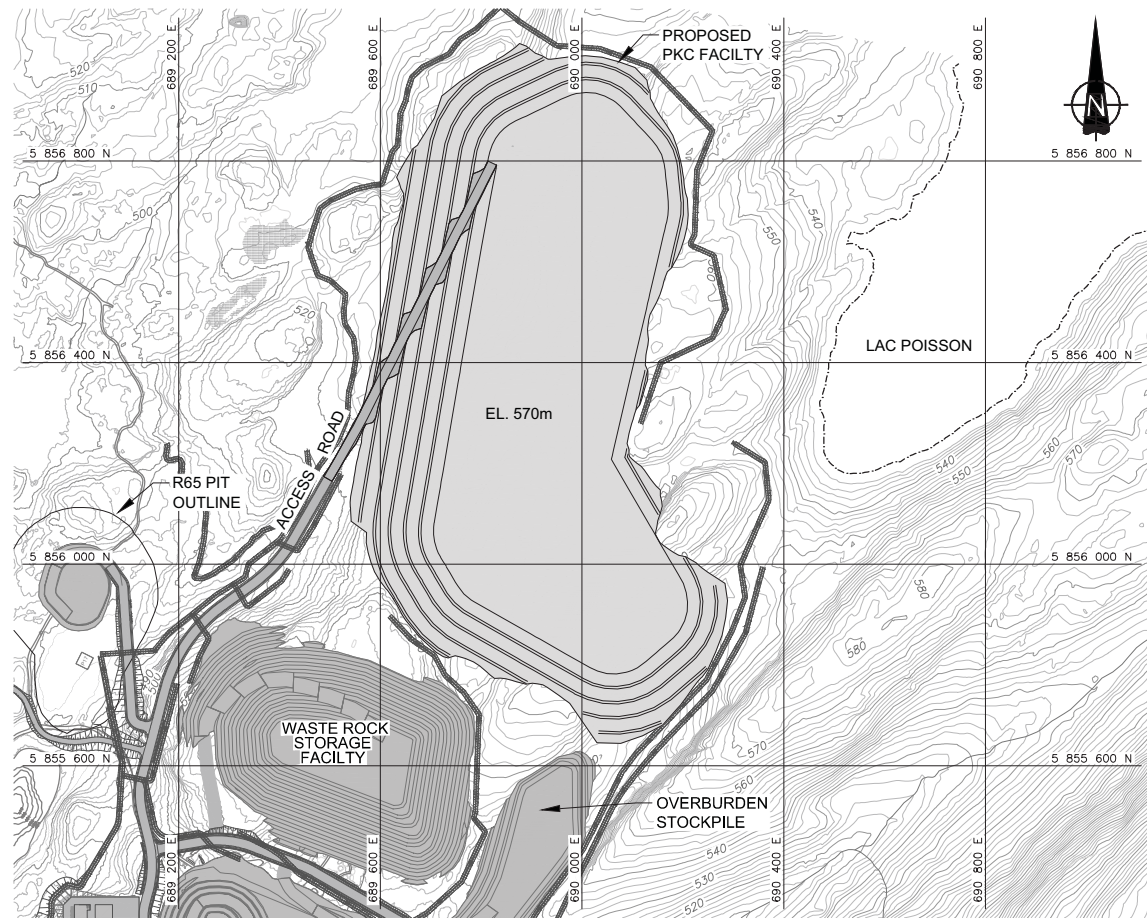 689 200 E
689 600 E
690 000 E
690 400 E
690 800 E
PROPOSED
PKC FACILTY
N
520
510
5 856 800 N
5 856 800 N
500
540
550
560
520
5 856 400 N
5 856 400 N
LAC POISSON
EL. 570m
ACCESS ROAD
R65 PIT
OUTLINE
540
550
560
570
5 856 000 N
5 856 000 N
580
580
WASTE ROCK
STORAGE
FACILTY
570
5 855 600 N
5 855 600 N
560
OVERBURDEN
STOCKPILE
540
530
520
689 200 E
689 600 E
690 000 E
690 400 E
690 800 E